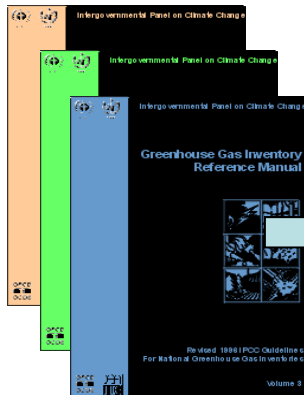 Intergovernmental Panel on Climate Change
Intergovernmental Panel on Climate Change
Intergovernmental Panel on Climate Change
Greenhouse Gas Inventory
Reference Manual
Revised 1996 IPCC Guidelines
For National Greenhouse Gas Inventories
Volume 3